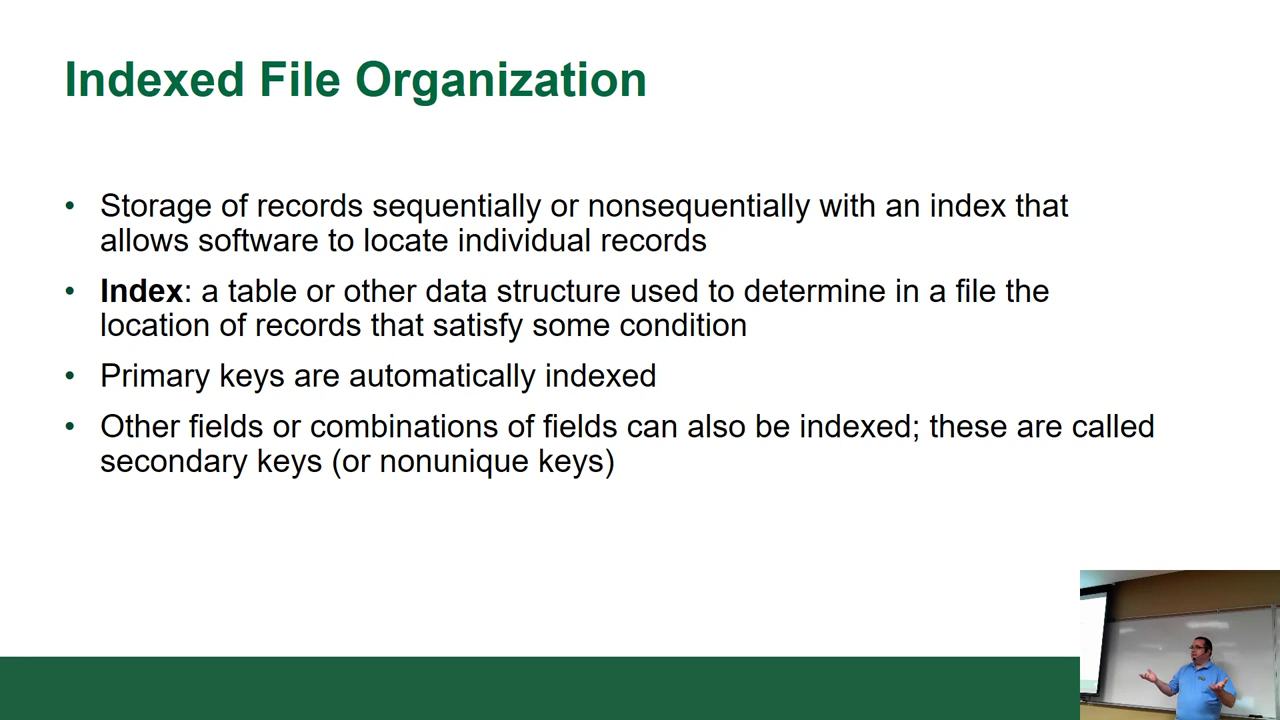 Indexed File Organization
• Storage of records sequentially or nonsequentially with an index that
allows software to locate individual records
• Index: a table or other data structure used to determine in a file the
location of records that satisfy some condition
• Primary keys are automatically indexed
• Other fields or combinations of fields can also be indexed; these are called
secondary keys (or nonunique keys)